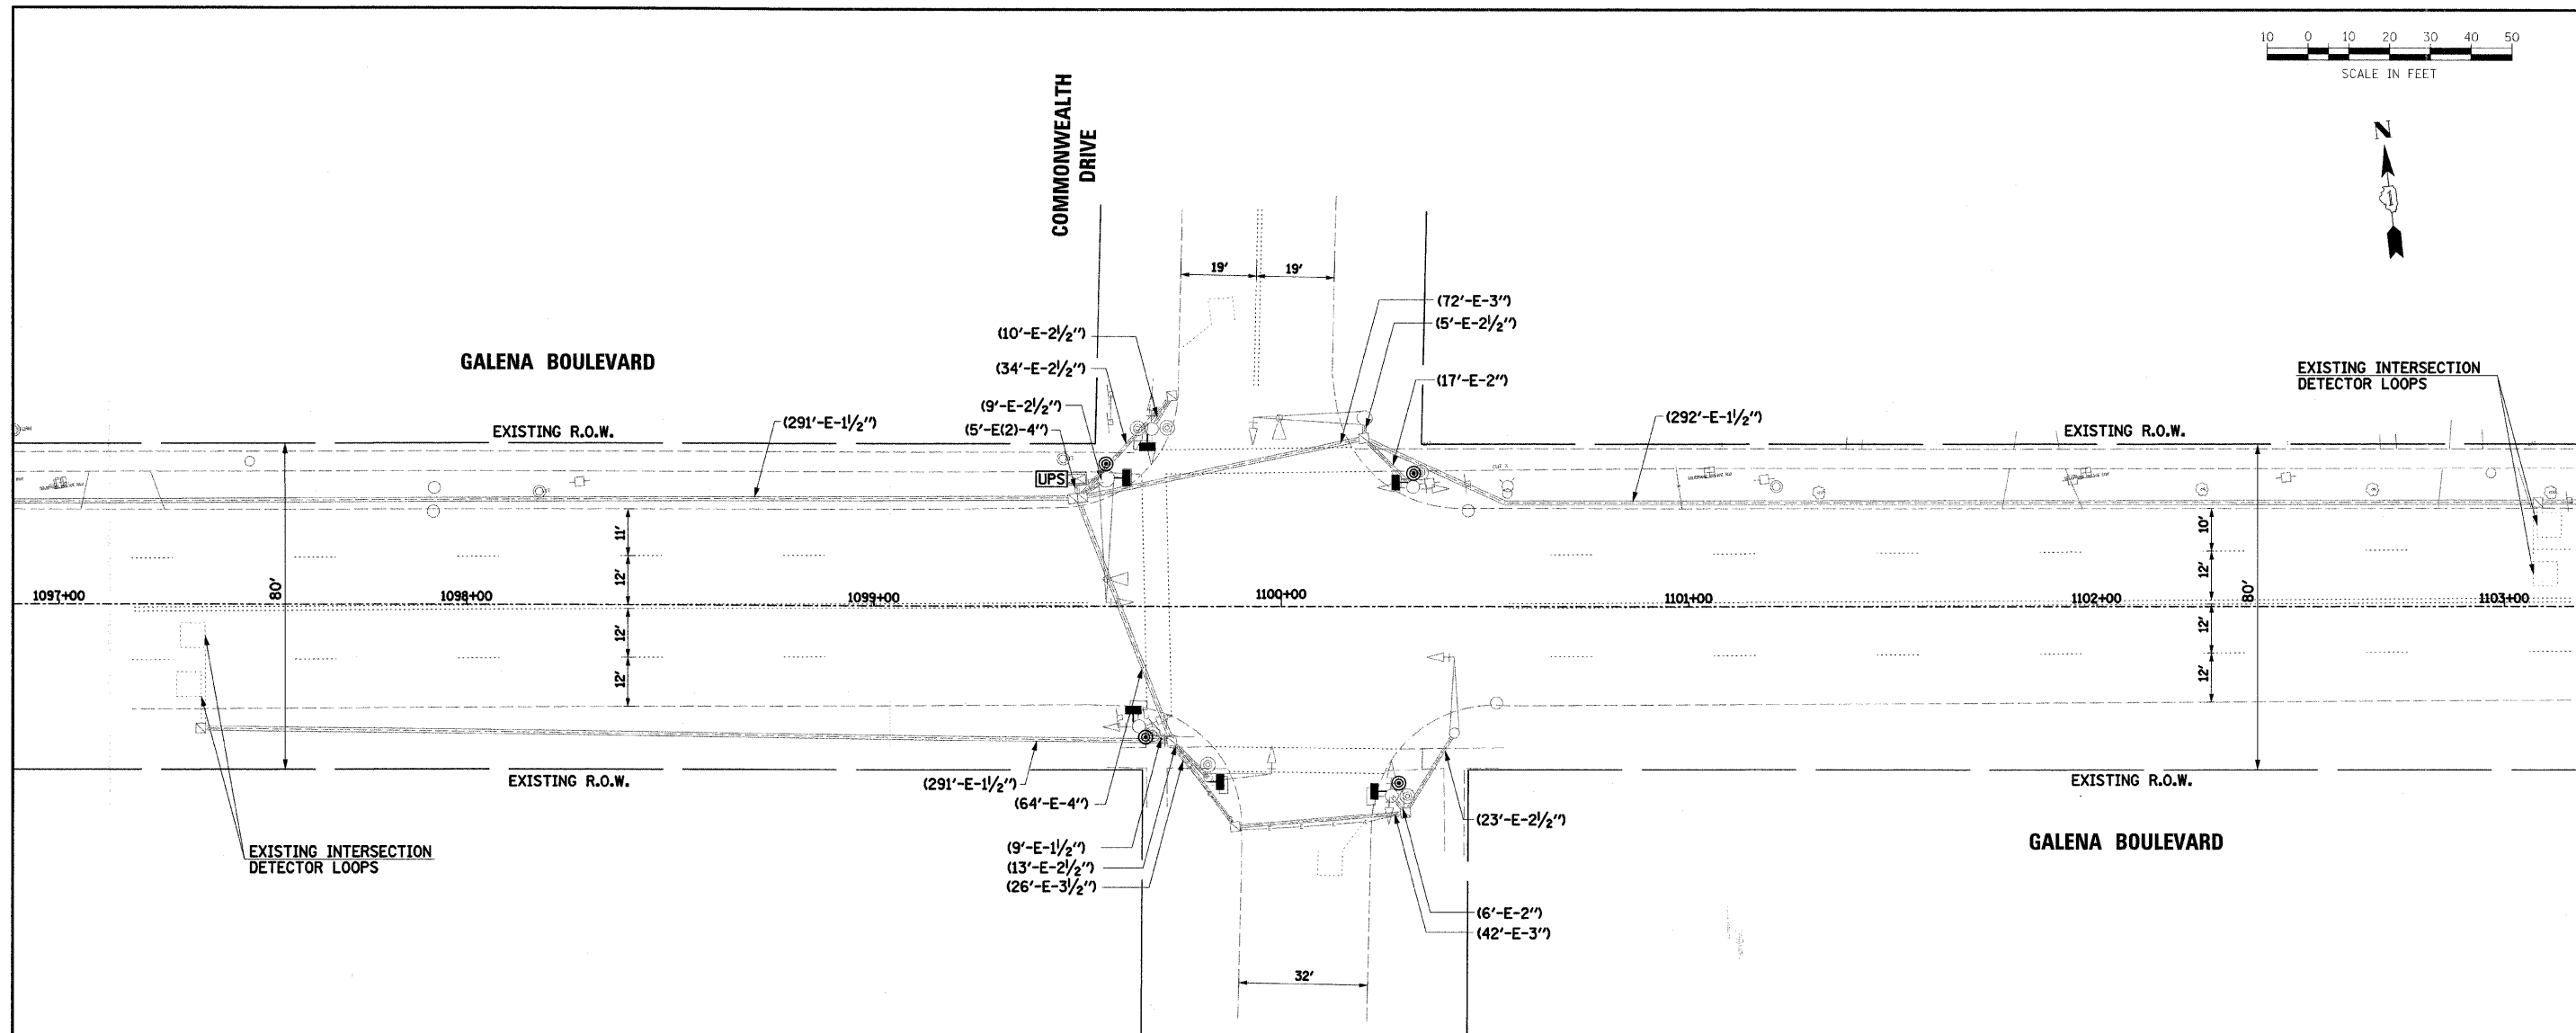 10 0 10 20 30 40 50
SCALE IN FEET
N
COMMONWEALTH
DRIVE
19' 19'
(72'-E-3")
(5'-E-2½")
(10'-E-2½")
(34'-E-2½")
(17'-E-2")
(9'-E-2½")
(5'-E(2)-4")
GALENA BOULEVARD
EXISTING INTERSECTION
DETECTOR LOOPS
(291'-E-1½")
(292'-E-1½")
EXISTING R.O.W.
EXISTING R.O.W.
UPS
11'
12'
12'
12'
80'
10'
12'
12'
12'
80'
1097+00 1098+00 1099+00 1100+00 1101+00 1102+00 1103+00
EXISTING R.O.W.
EXISTING R.O.W.
(291'-E-1½")
(64'-E-4")
(9'-E-1½")
(13'-E-2½")
(26'-E-3½")
(23'-E-2½")
(6'-E-2")
(42'-E-3")
EXISTING INTERSECTION
DETECTOR LOOPS
GALENA BOULEVARD
32'